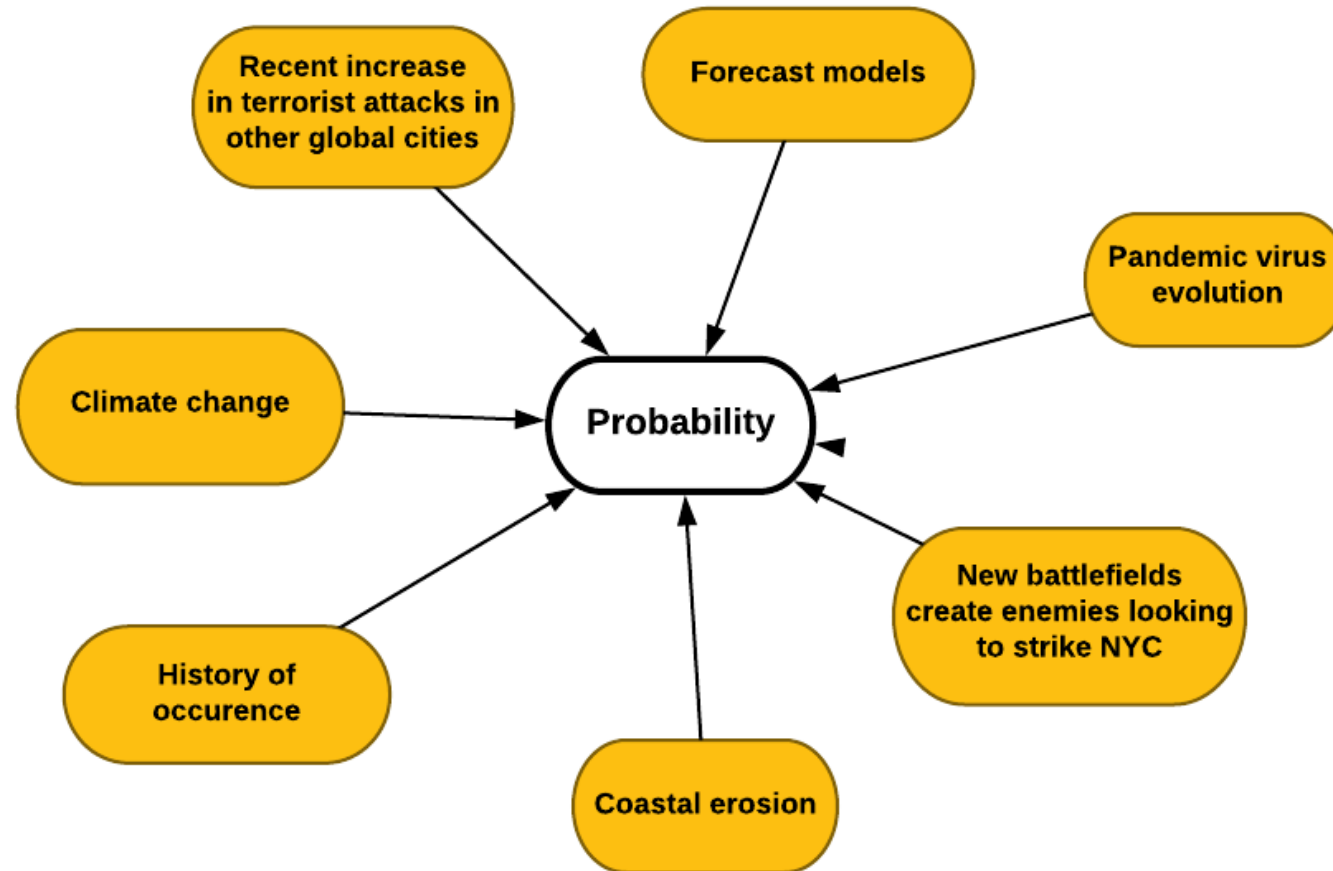 Recent increase
in terrorist attacks in
other global cities
Forecast models
Pandemic virus
evolution
Climate change
Probability
New battlefields
create enemies looking
to strike NYC
History of
occurence
Coastal erosion